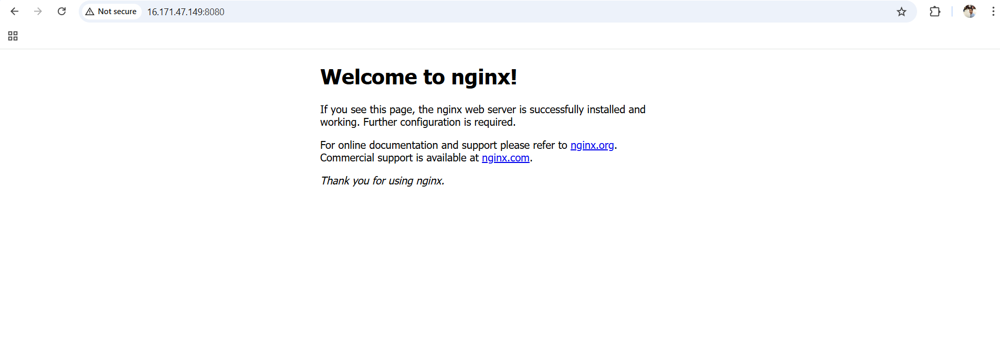 Not secure 16.171.47.149:8080
Welcome to nginx!
If you see this page, the nginx web server is successfully installed and
working. Further configuration is required.
For online documentation and support please refer to nginx.org.
Commercial support is available at nginx.com.
Thank you for using nginx.